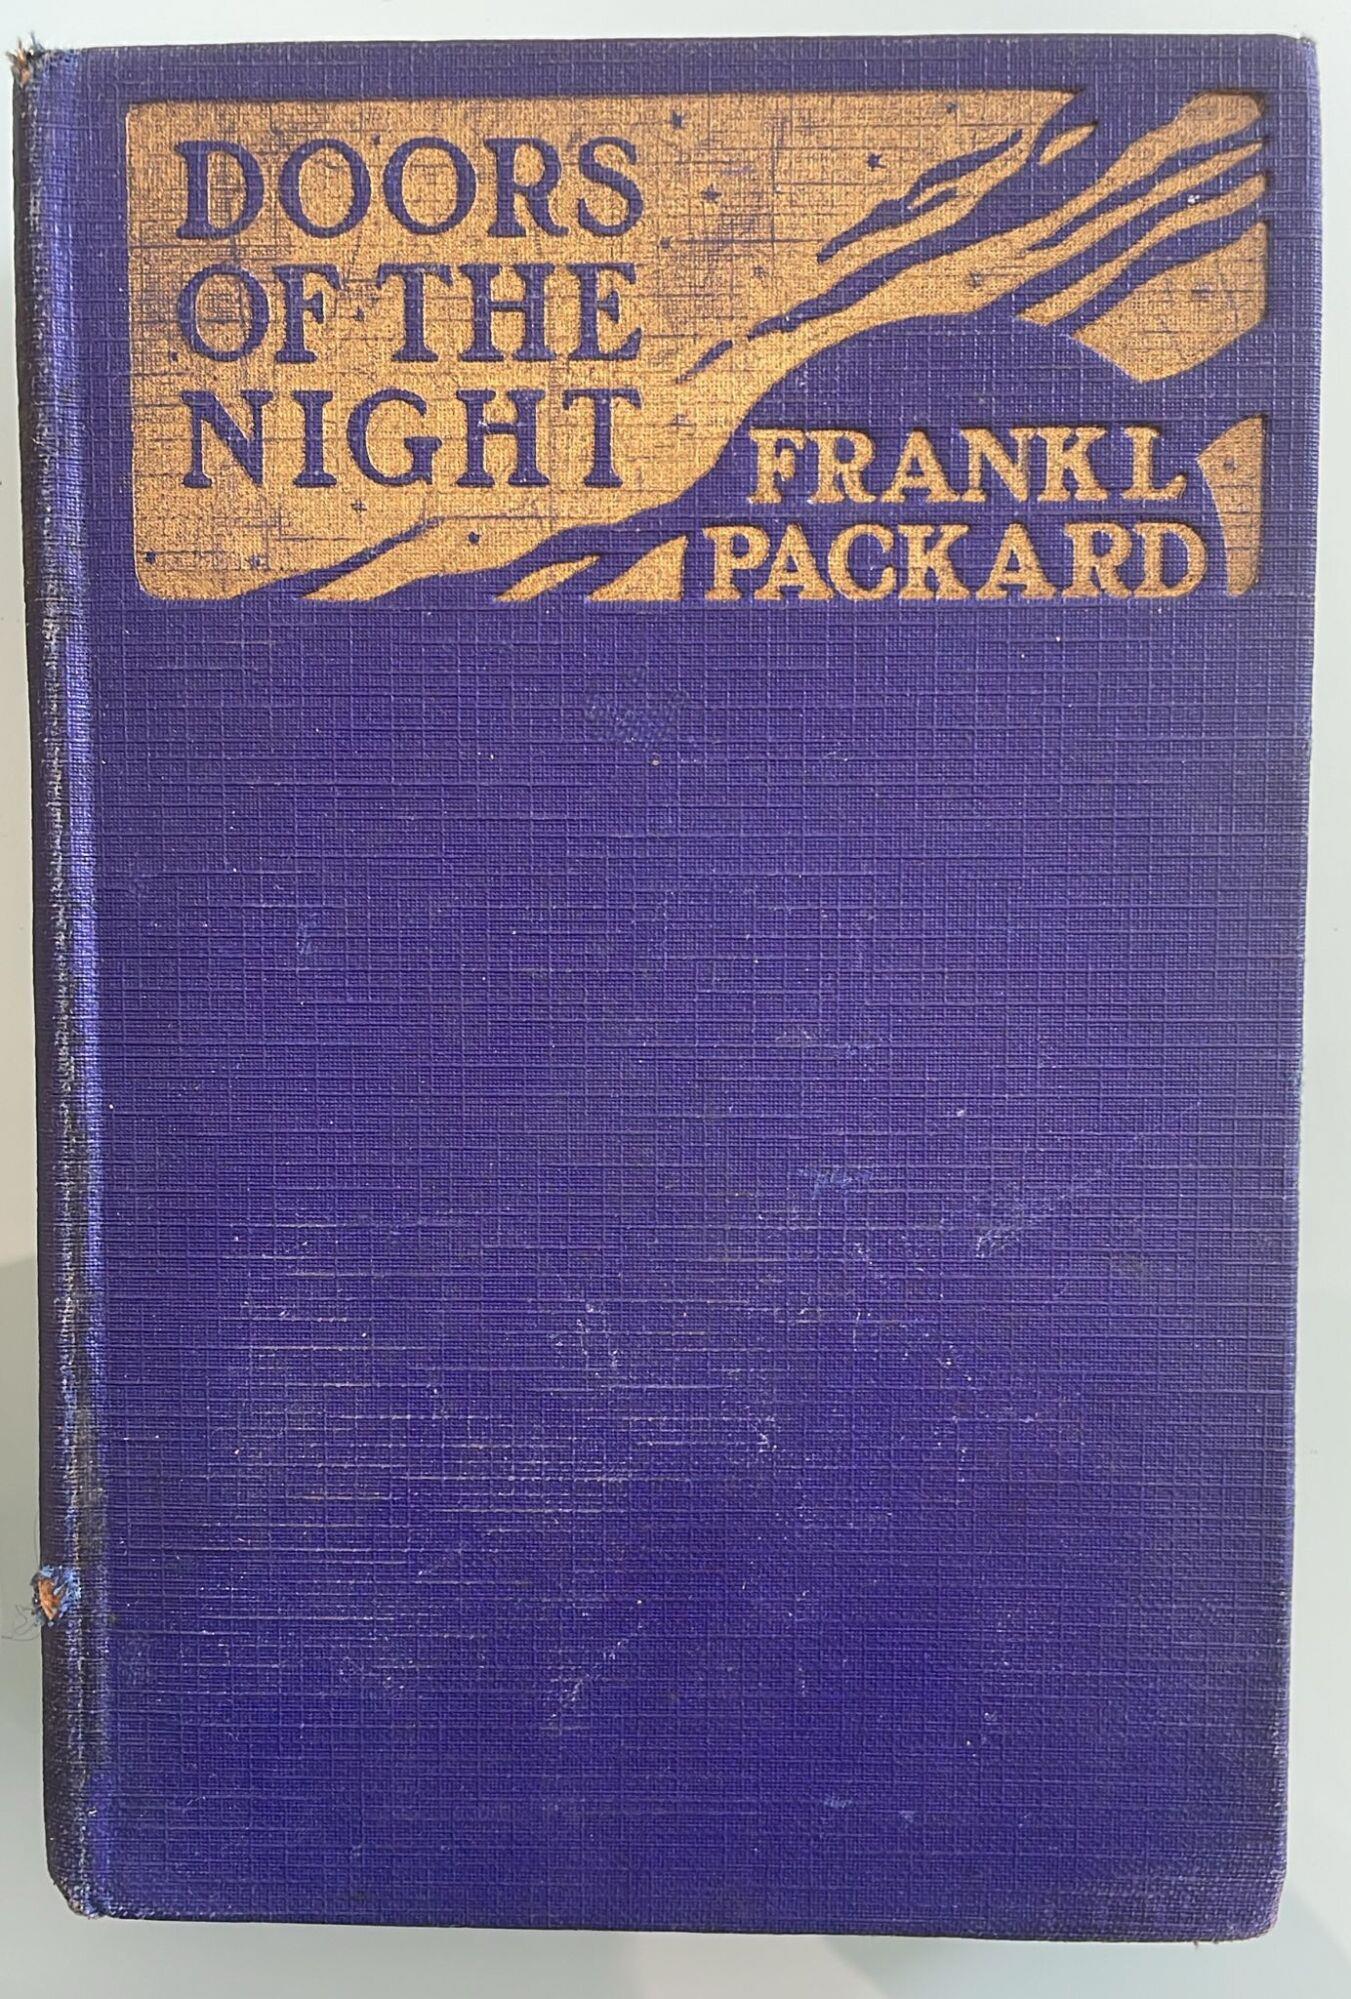 DOORS
OF THE
NIGHT
FRANK L
PACKARD